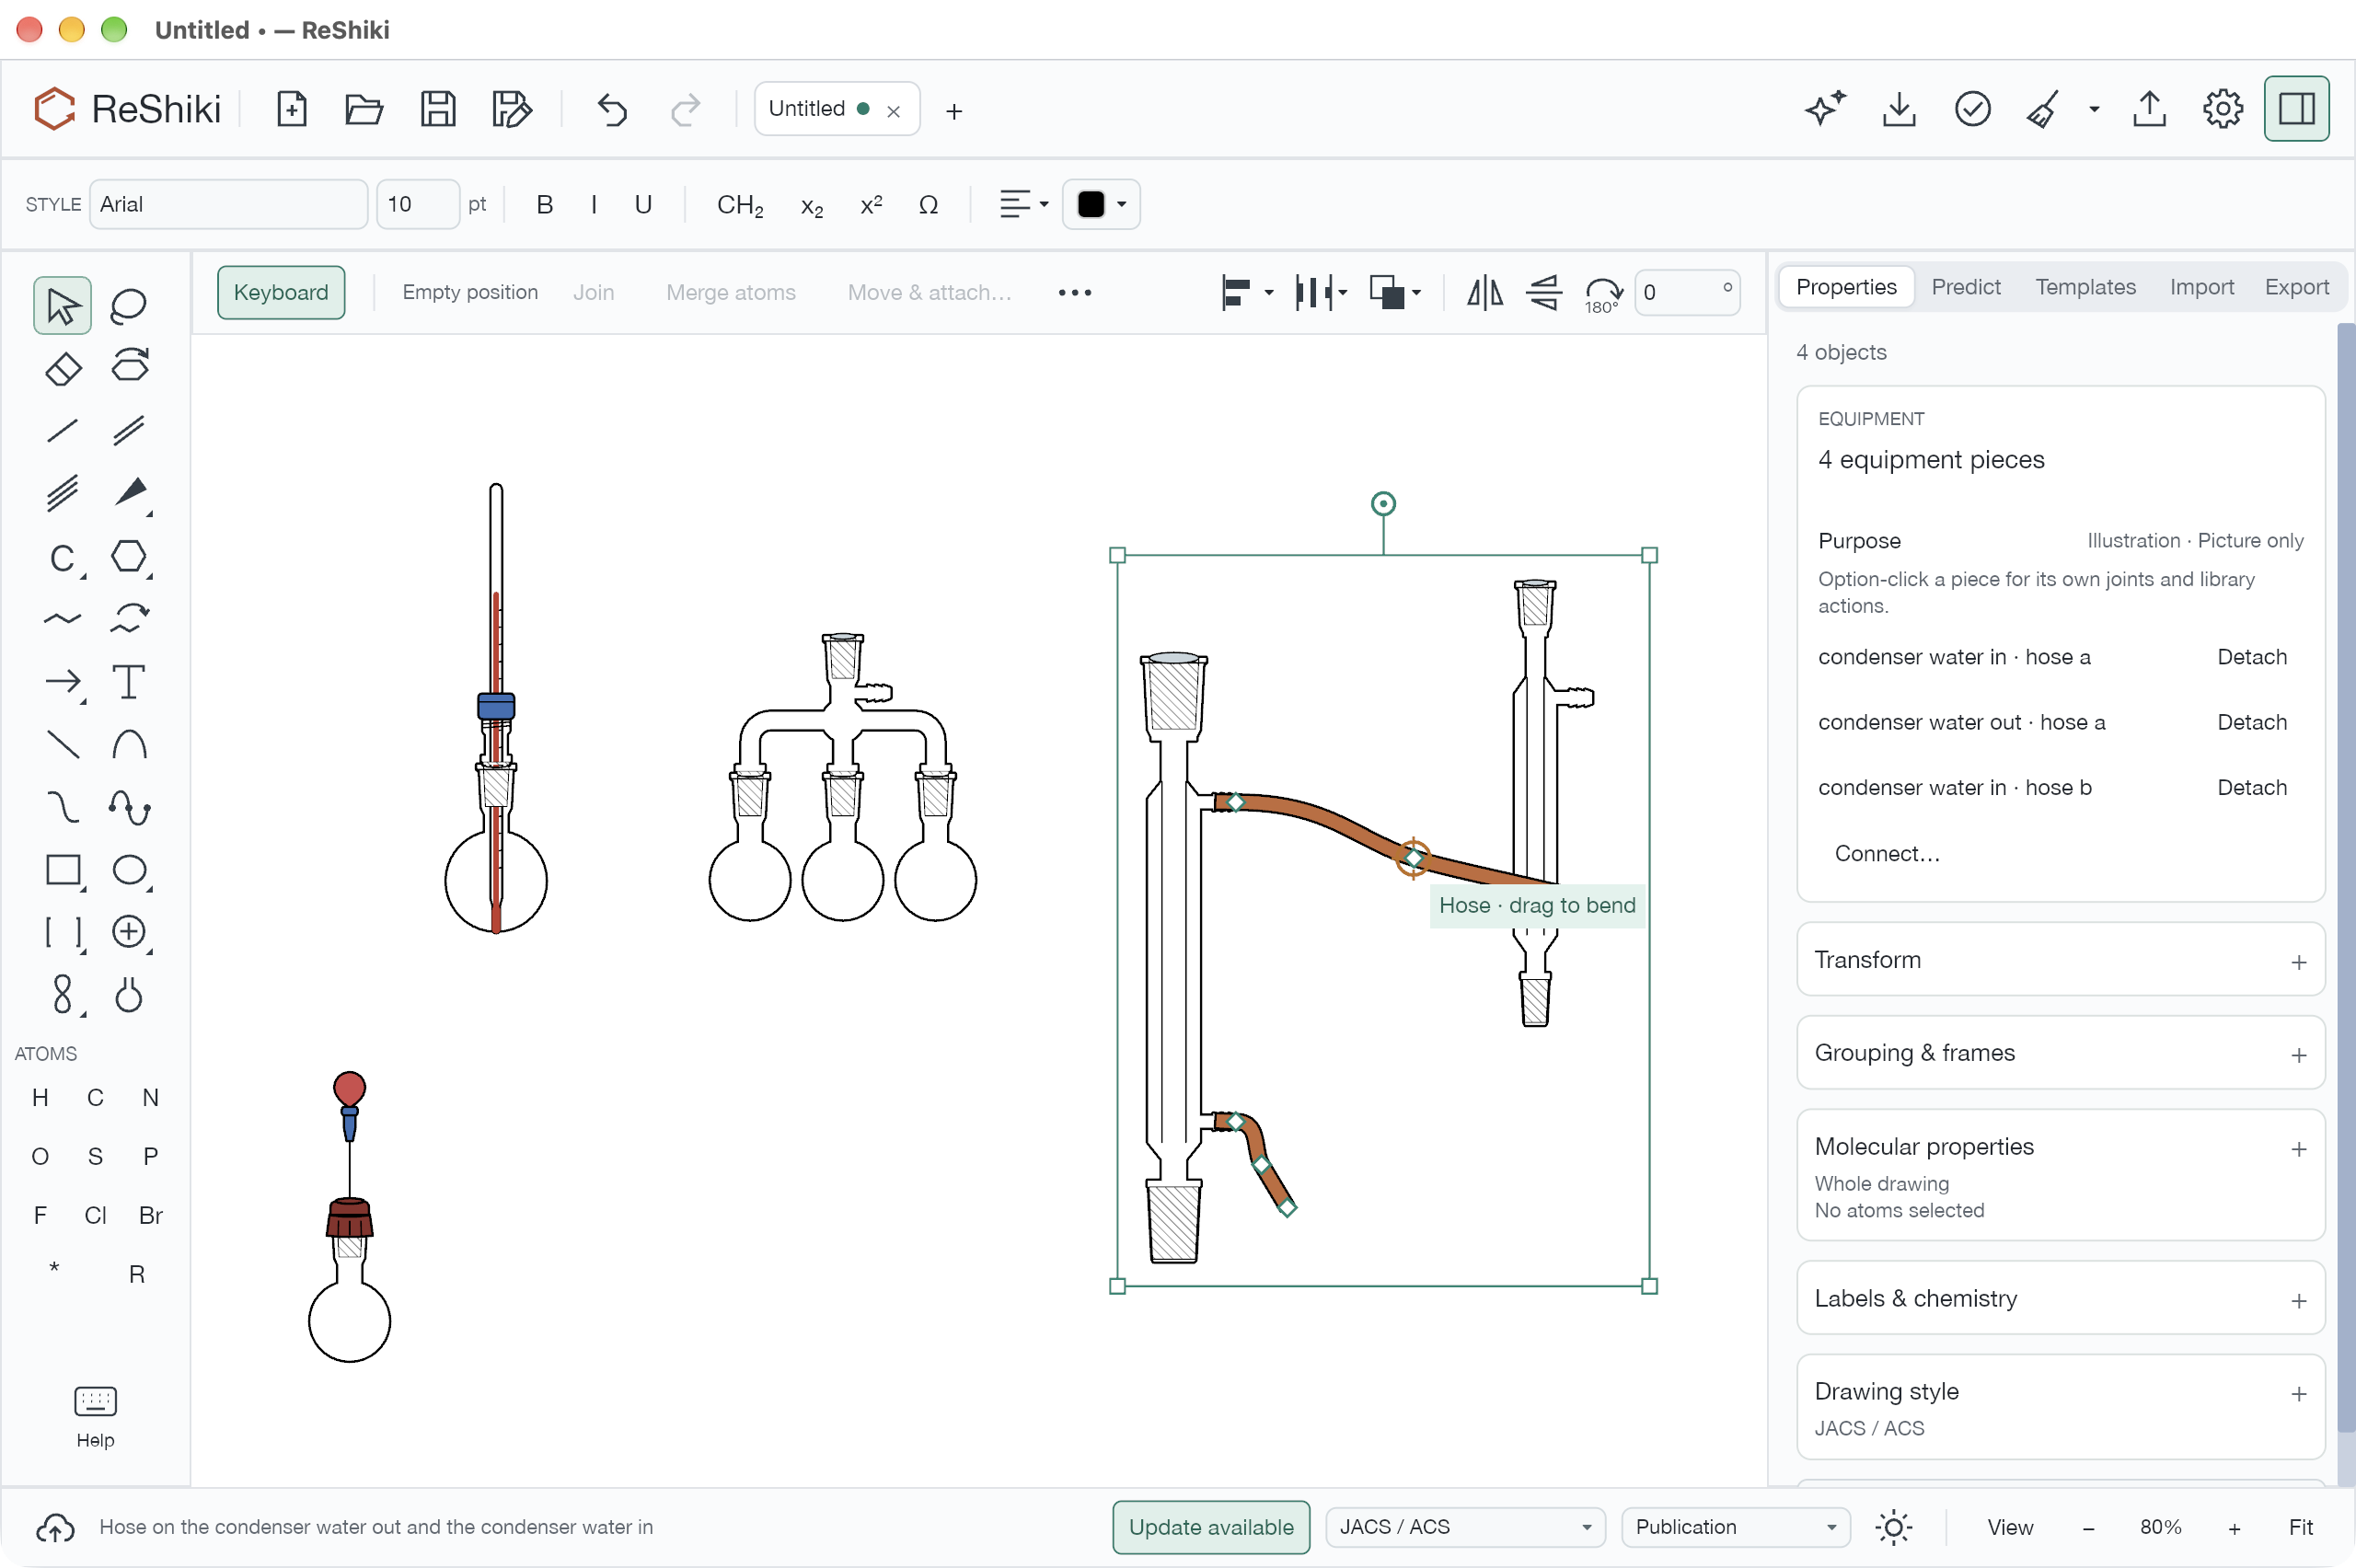 Untitled • — ReShiki
ReShiki
Untitled
STYLE Arial 10 pt B I U CH₂ x₂ x² Ω
Keyboard Empty position Join Merge atoms Move & attach... 180° 0 °
Properties Predict Templates Import Export
4 objects
EQUIPMENT
4 equipment pieces
Purpose Illustration · Picture only
Option-click a piece for its own joints and library
actions.
condenser water in · hose a Detach
condenser water out · hose a Detach
condenser water in · hose b Detach
Connect...
Transform
Grouping & frames
Molecular properties
Whole drawing
No atoms selected
Labels & chemistry
Drawing style
JACS / ACS
Hose · drag to bend
C
T
[ ]
ATOMS
H C N
O S P
F Cl Br
* R
Help
Hose on the condenser water out and the condenser water in
Update available JACS / ACS Publication View – 80% + Fit